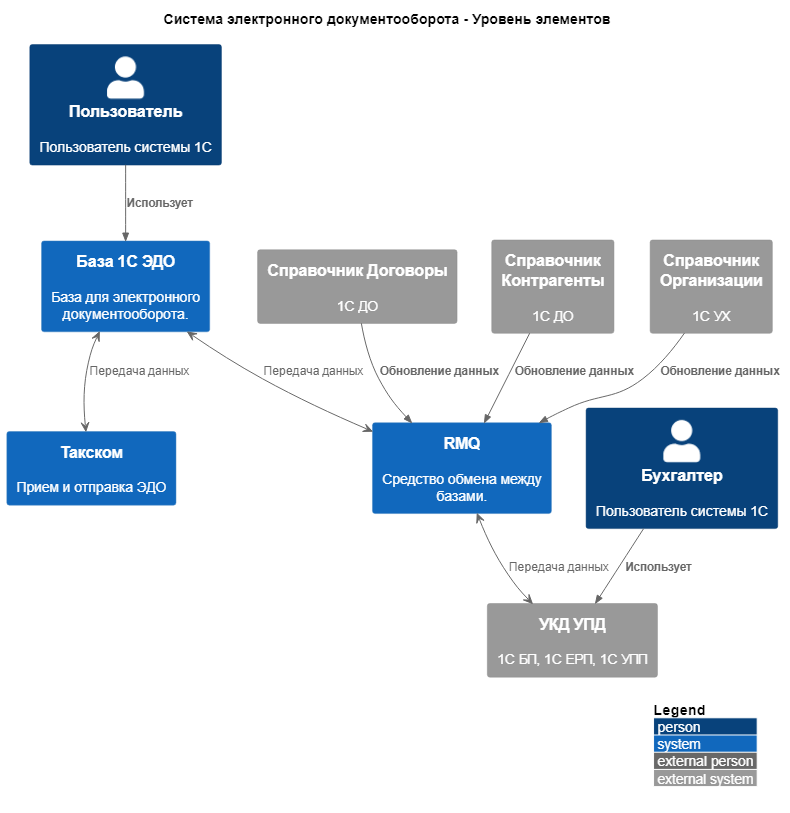 Система электронного документооборота - Уровень элементов
Пользователь
Пользователь системы 1С
Использует
База 1С ЭДО
База для электронного
документооборота.
Справочник Договоры
1С ДО
Справочник
Контрагенты
1С ДО
Справочник
Организации
1С УХ
Передача данных
Передача данных
Обновление данных
Обновление данных
Обновление данных
Такском
Прием и отправка ЭДО
RMQ
Средство обмена между
базами.
Бухгалтер
Пользователь системы 1С
Передача данных
Использует
УКД УПД
1С БП, 1С ЕРП, 1С УПП
Legend
person
system
external person
external system